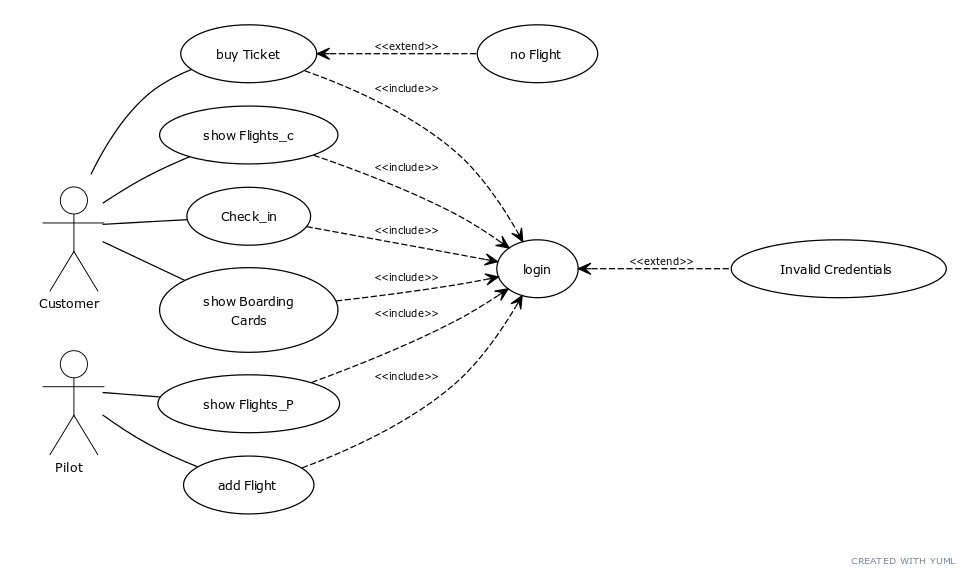 buy Ticket
<<extend>>
no Flight
<<include>>
show Flights_c
<<include>>
Check_in
<<include>>
login
<<extend>>
Invalid Credentials
<<include>>
Customer
show Boarding
Cards
<<include>>
<<include>>
show Flights_P
Pilot
add Flight
CREATED WITH YUML